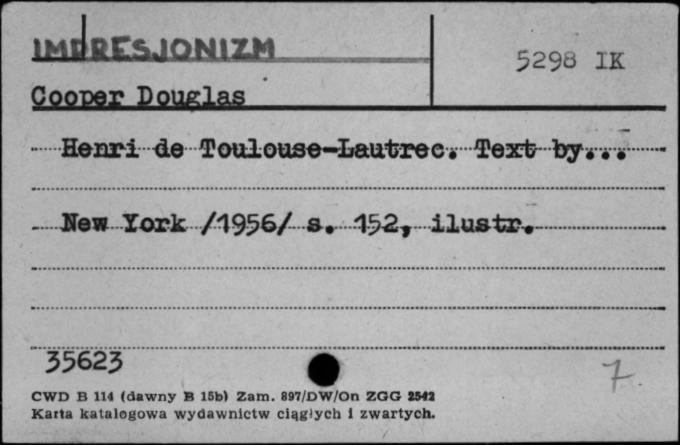 IMPRESJONIZM
5298 IK
Cooper Douglas
Henri de Toulouse-Lautrec. Text by...
New York /1956/ s. 152, ilustr.
35623
7
CWD B 114 (dawny B 15b) Zam. 897/DW/On ZGG 2542
Karta katalogowa wydawnictw ciągłych i zwartych.